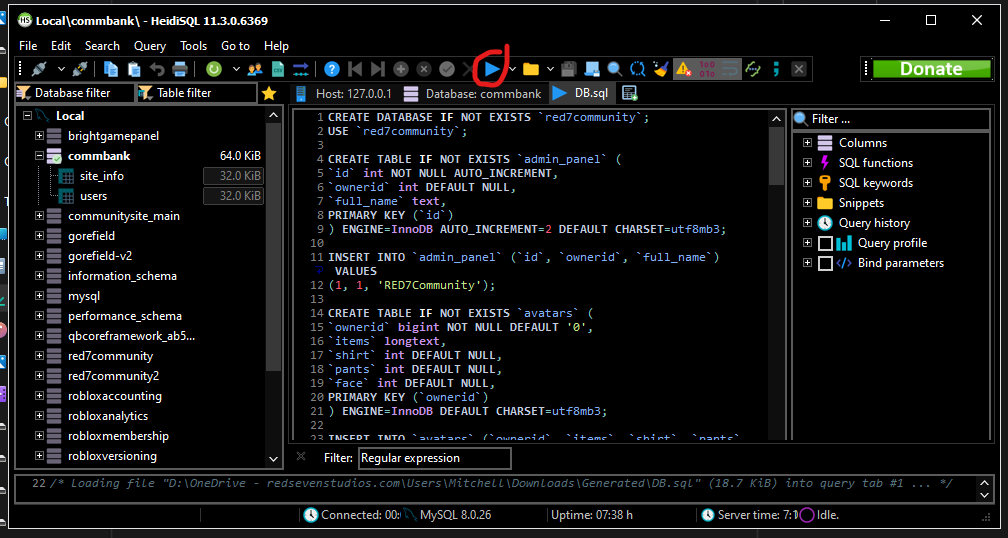 Local\commbank\ - HeidiSQL 11.3.0.6369
File Edit Search Query Tools Go to Help
Donate
Database filter Table filter
Host: 127.0.0.1 Database: commbank DB.sql
Local
brightgamepanel
commbank 64.0 KiB
site_info 32.0 KiB
users 32.0 KiB
communitysite_main
gorefield
gorefield-v2
information_schema
mysql
performance_schema
qbcoreframework_ab5...
red7community
red7community2
robloxaccounting
robloxanalytics
robloxmembership
robloxversioning
1 CREATE DATABASE IF NOT EXISTS `red7community`;
2 USE `red7community`;
3
4 CREATE TABLE IF NOT EXISTS `admin_panel` (
5 `id` int NOT NULL AUTO_INCREMENT,
6 `ownerid` int DEFAULT NULL,
7 `full_name` text,
8 PRIMARY KEY (`id`)
9 ) ENGINE=InnoDB AUTO_INCREMENT=2 DEFAULT CHARSET=utf8mb3;
10
11 INSERT INTO `admin_panel` (`id`, `ownerid`, `full_name`)
VALUES
12 (1, 1, 'RED7Community');
13
14 CREATE TABLE IF NOT EXISTS `avatars` (
15 `ownerid` bigint NOT NULL DEFAULT '0',
16 `items` longtext,
17 `shirt` int DEFAULT NULL,
18 `pants` int DEFAULT NULL,
19 `face` int DEFAULT NULL,
20 PRIMARY KEY (`ownerid`)
21 ) ENGINE=InnoDB DEFAULT CHARSET=utf8mb3;
22
23 INSERT INTO `avatars` (`ownerid`, `items`, `shirt`, `pants`,
Filter ...
Columns
SQL functions
SQL keywords
Snippets
Query history
Query profile
Bind parameters
Filter: Regular expression
22 /* Loading file "D:\OneDrive - redsevenstudios.com\Users\Mitchell\Downloads\Generated\DB.sql" (18.7 KiB) into query tab #1 ... */
Connected: 00: MySQL 8.0.26 Uptime: 07:38 h Server time: 7:1 Idle.